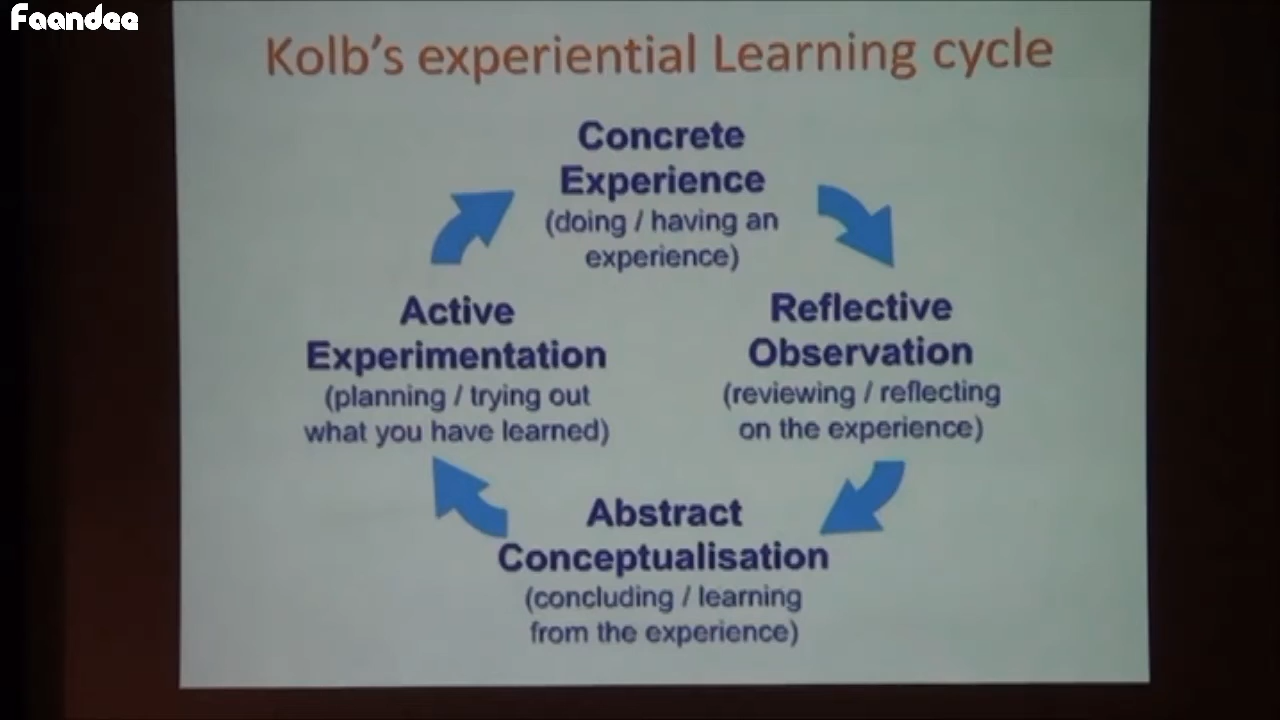 Faandee
Kolb's experiential Learning cycle
Concrete
Experience
(doing / having an
experience)
Reflective
Observation
(reviewing / reflecting
on the experience)
Abstract
Conceptualisation
(concluding / learning
from the experience)
Active
Experimentation
(planning / trying out
what you have learned)